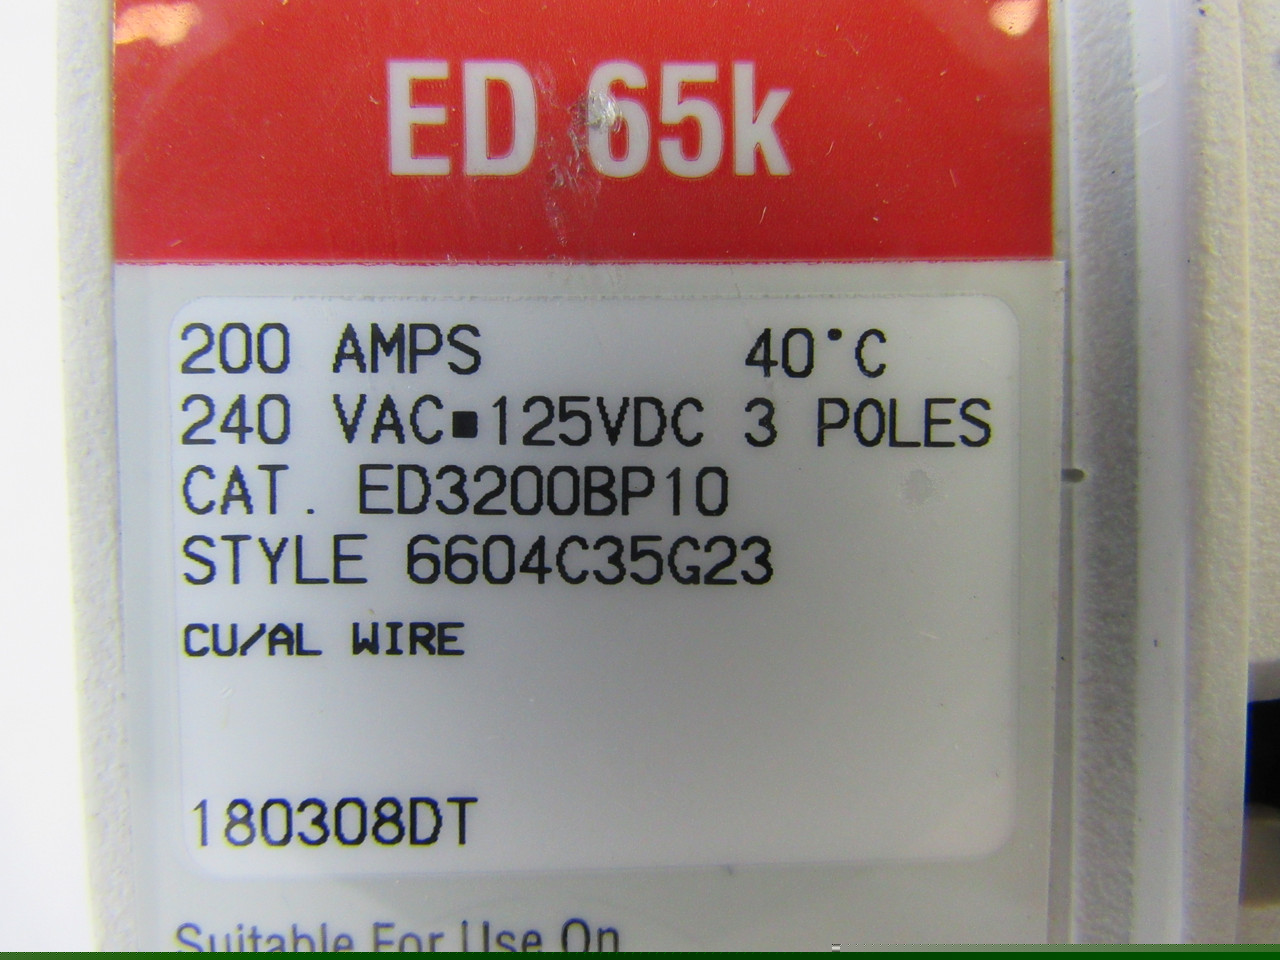 ED 65k
200 AMPS 40°C
240 VAC▪125VDC 3 POLES
CAT. ED3200BP10
STYLE 6604C35G23
CU/AL WIRE
180308DT
Suitable For Use On